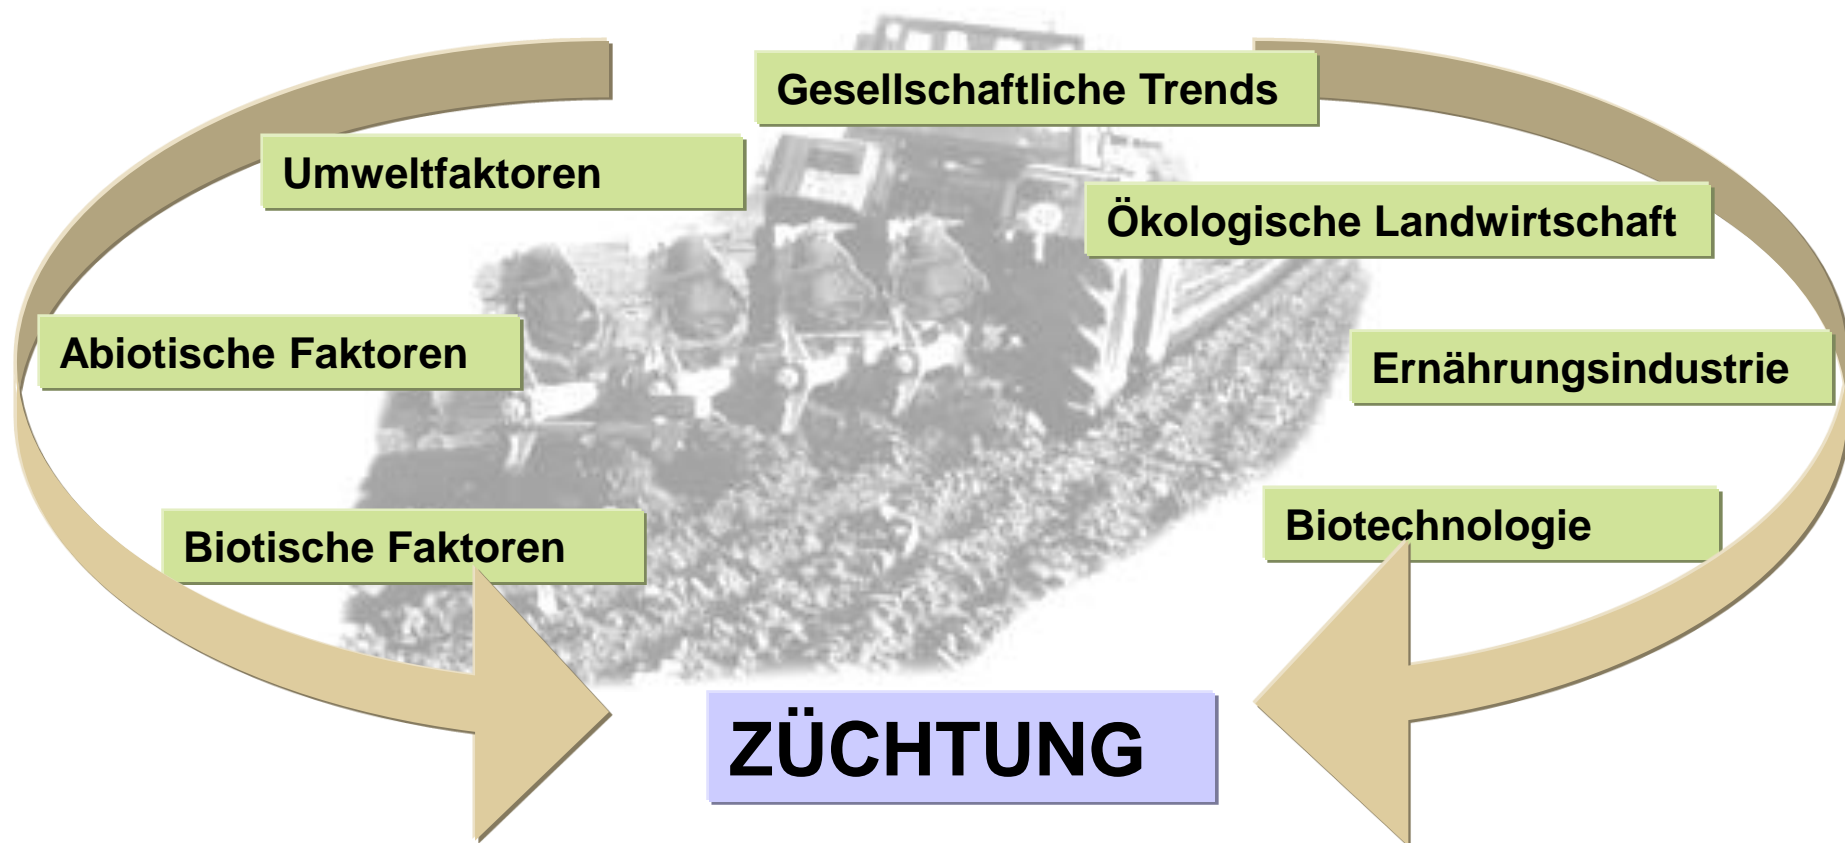 Gesellschaftliche Trends
Umweltfaktoren
Ökologische Landwirtschaft
Abiotische Faktoren
Ernährungsindustrie
Biotische Faktoren
Biotechnologie
ZÜCHTUNG